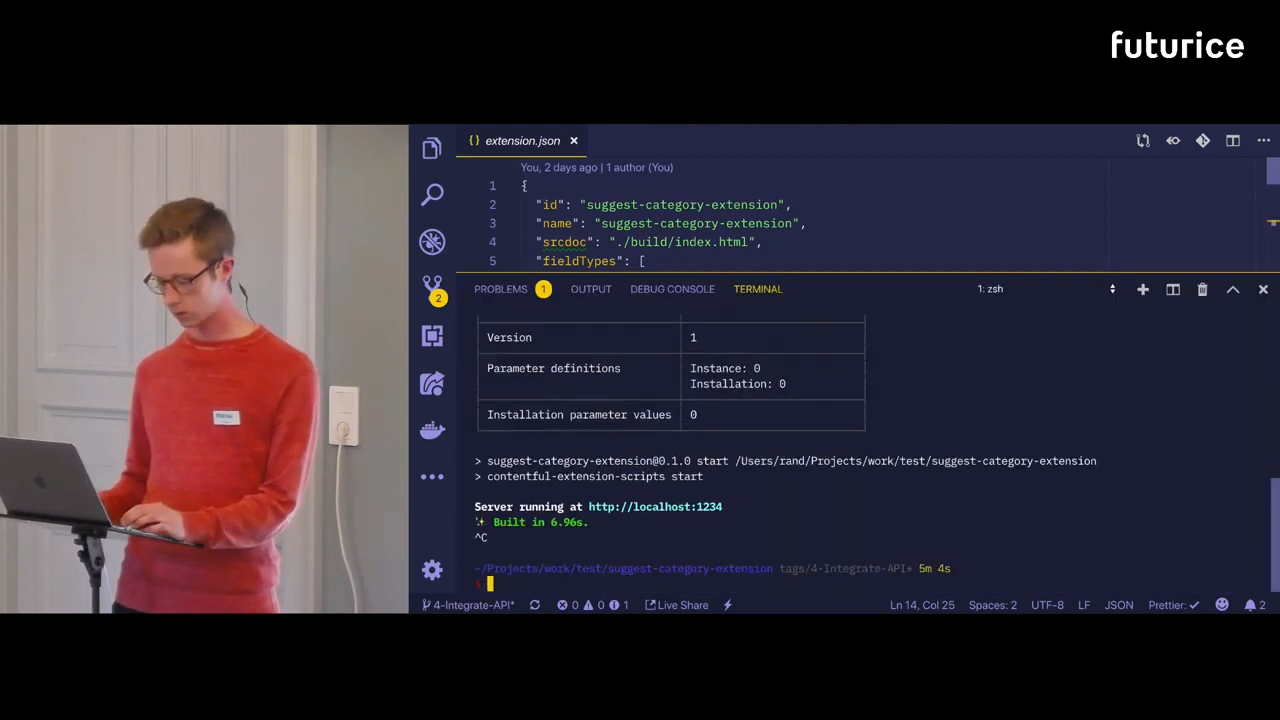 futurice
{} extension.json ×
You, 2 days ago | 1 author (You)
1 {
2 "id": "suggest-category-extension",
3 "name": "suggest-category-extension",
4 "srcdoc": "./build/index.html",
5 "fieldTypes": [
PROBLEMS 1 OUTPUT DEBUG CONSOLE TERMINAL 1: zsh
Version 1
Parameter definitions Instance: 0
Installation: 0
Installation parameter values 0
> suggest-category-extension@0.1.0 start /Users/rand/Projects/work/test/suggest-category-extension
> contentful-extension-scripts start
Server running at http://localhost:1234
✨ Built in 6.96s.
^C
~/Projects/work/test/suggest-category-extension tags/4-Integrate-API* 5m 4s
2
4-Integrate-API* 0 0 1 Live Share Ln 14, Col 25 Spaces: 2 UTF-8 LF JSON Prettier: ✓ 2